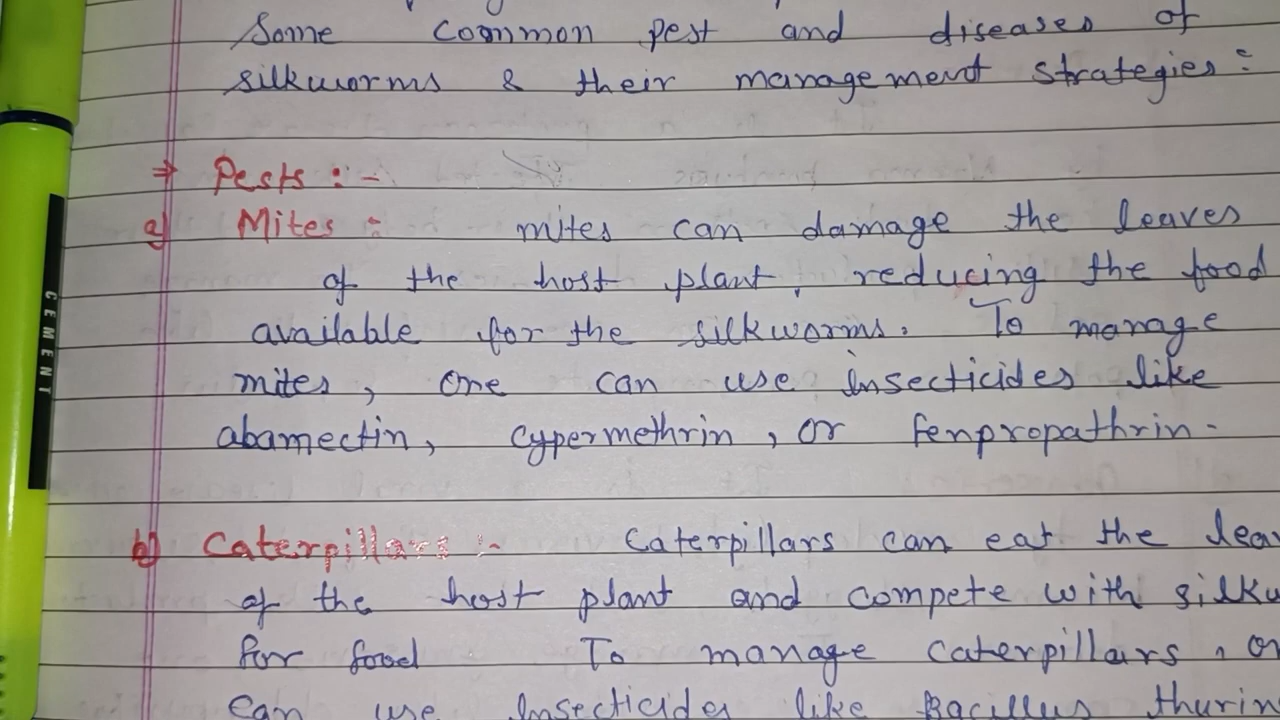 Some common pest and diseases of
silkworms & their management strategies :
⇒ Pests : -
a) Mites :- mites can damage the leaves
of the host plant, reducing the food
available for the silkworms. To manage
mites, one can use insecticides like
abamectin, cypermethrin, or fenpropathrin.
b) Caterpillars :- Caterpillars can eat the
of the host plant and compete with
for food To manage caterpillars,
can use insecticides like Bacillus
CEMENT